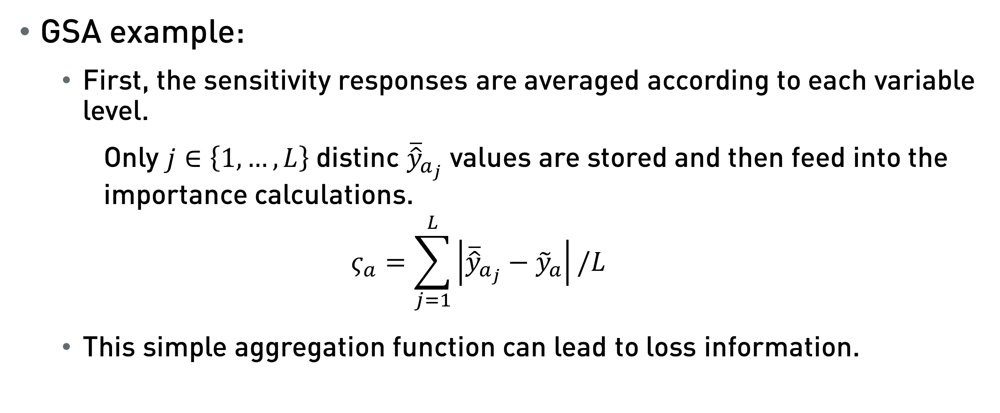 • GSA example:
• First, the sensitivity responses are averaged according to each variable
level.
Only $j \in \{1, \dots, L\}$ distinc $\bar{\hat{y}}_{a_j}$ values are stored and then feed into the
importance calculations.
$\varsigma_a = \sum_{j=1}^{L} \left| \bar{\hat{y}}_{a_j} - \tilde{y}_a \right| / L$
• This simple aggregation function can lead to loss information.